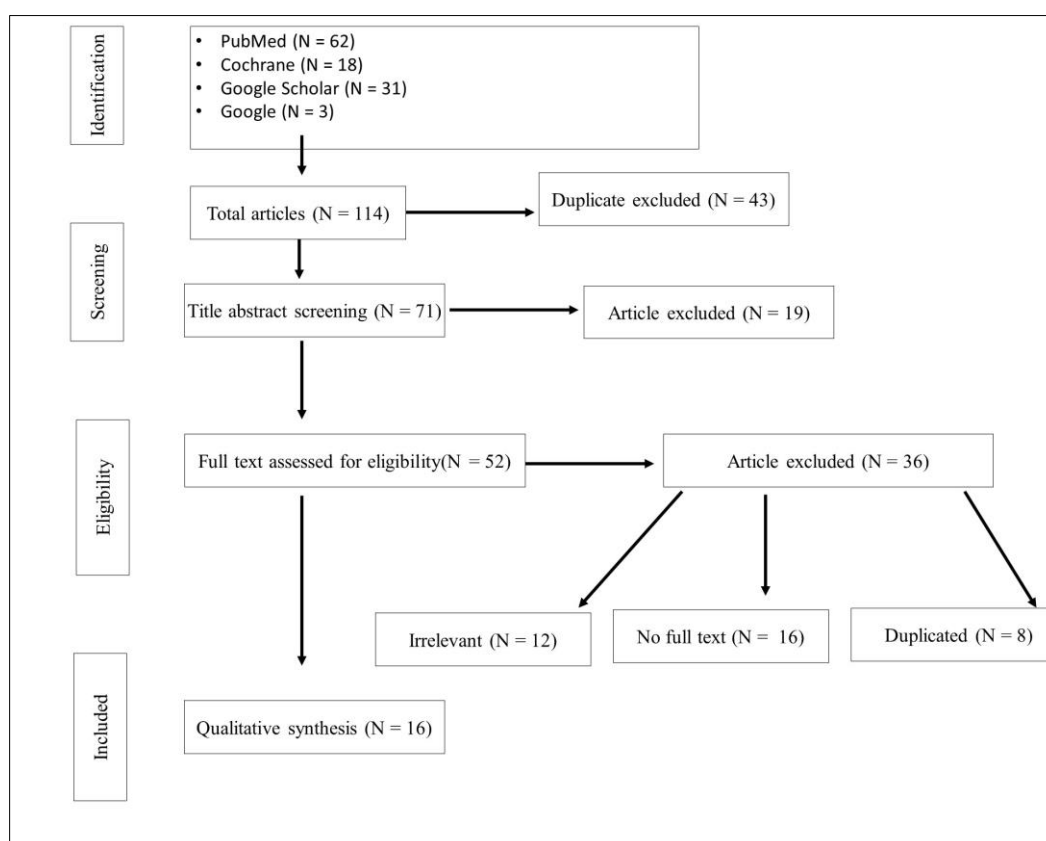 Identification
• PubMed (N = 62)
• Cochrane (N = 18)
• Google Scholar (N = 31)
• Google (N = 3)
Total articles (N = 114)
Duplicate excluded (N = 43)
Screening
Title abstract screening (N = 71)
Article excluded (N = 19)
Eligibility
Full text assessed for eligibility(N = 52)
Article excluded (N = 36)
Irrelevant (N = 12)
No full text (N = 16)
Duplicated (N = 8)
Included
Qualitative synthesis (N = 16)